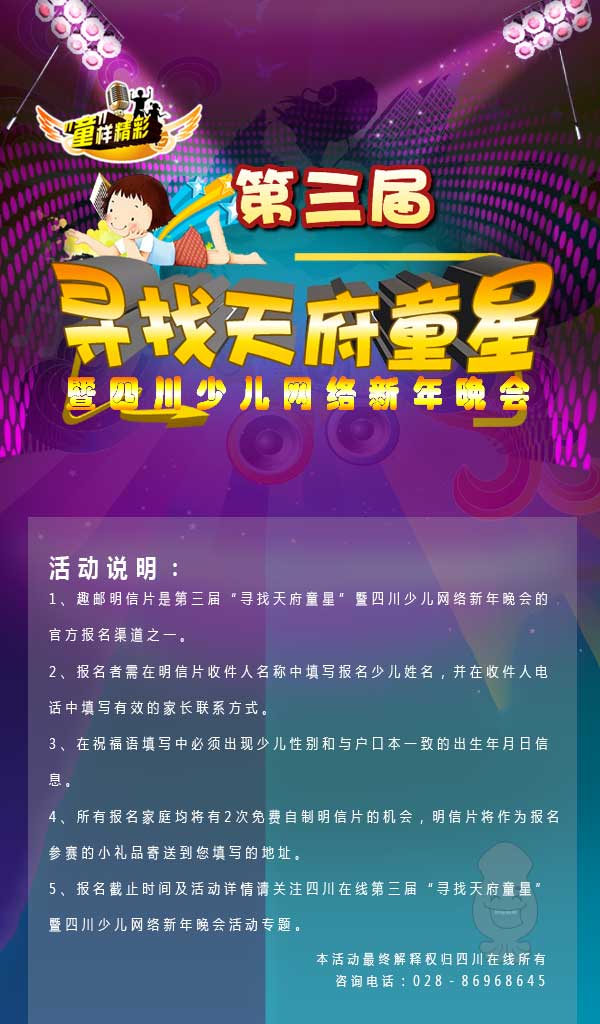 “童”样精彩
第三届
寻找天府童星
暨四川少儿网络新年晚会
活动说明：
1、趣邮明信片是第三届“寻找天府童星”暨四川少儿网络新年晚会的
官方报名渠道之一。
2、报名者需在明信片收件人名称中填写报名少儿姓名，并在收件人电
话中填写有效的家长联系方式。
3、在祝福语填写中必须出现少儿性别和与户口本一致的出生年月日信
息。
4、所有报名家庭均将有2次免费自制明信片的机会，明信片将作为报名
参赛的小礼品寄送到您填写的地址。
5、报名截止时间及活动详情请关注四川在线第三届“寻找天府童星”
暨四川少儿网络新年晚会活动专题。
本活动最终解释权归四川在线所有
咨询电话：028－86968645